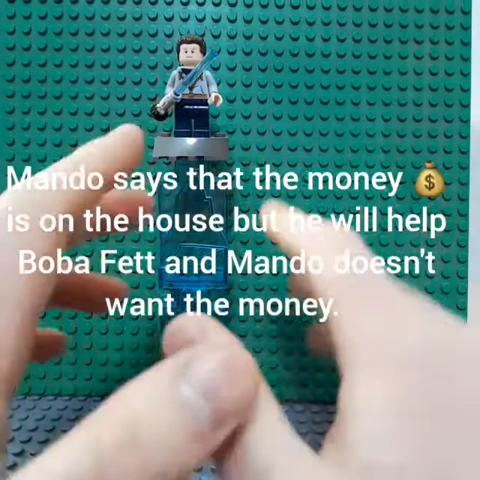 Mando says that the money 💰
is on the house but he will help
Boba Fett and Mando doesn't
want the money.